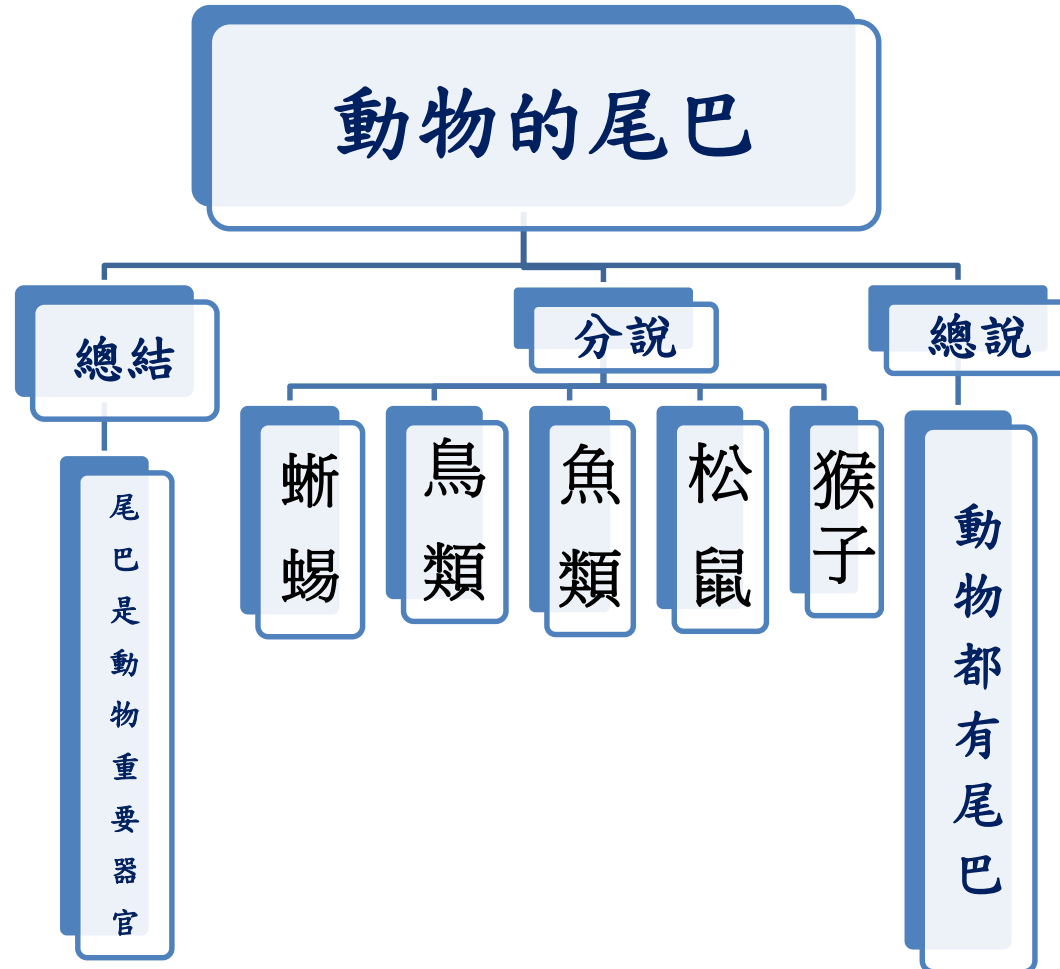 動物的尾巴
總說
分說
總結
動物都有尾巴
猴子
松鼠
魚類
鳥類
蜥蜴
尾巴是動物重要器官